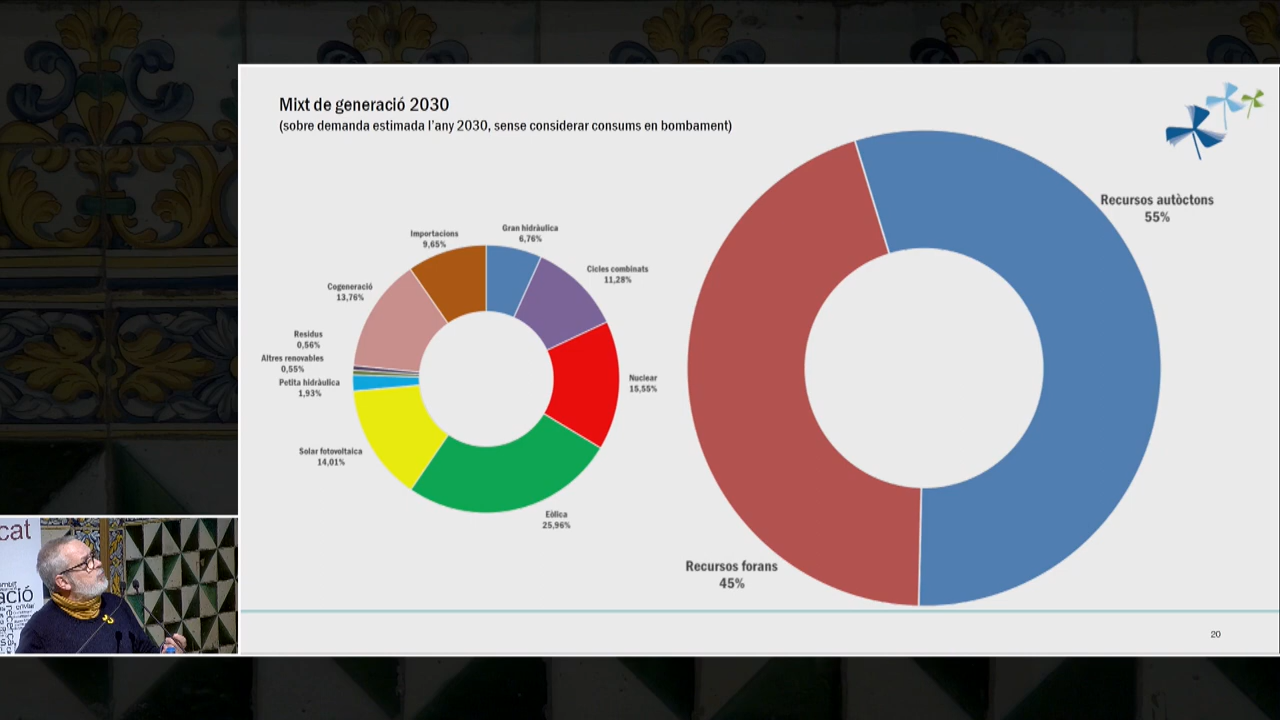 Mixt de generació 2030
(sobre demanda estimada l'any 2030, sense considerar consums en bombament)
Recursos autòctons
55%
Importacions
9,65%
Gran hidràulica
6,76%
Cicles combinats
11,28%
Cogeneració
13,76%
Residus
0,56%
Altres renovables
0,55%
Petita hidràulica
1,93%
Nuclear
15,55%
Solar fotovoltaica
14,01%
Eòlica
25,96%
Recursos forans
45%
20
cat
ació